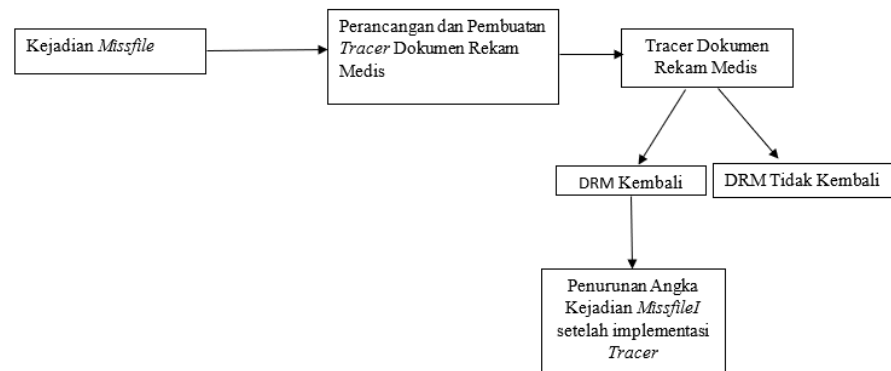 Kejadian Missfile
Perancangan dan Pembuatan
Tracer Dokumen Rekam
Medis
Tracer Dokumen
Rekam Medis
DRM Kembali
DRM Tidak Kembali
Penurunan Angka
Kejadian MissfileI
setelah implementasi
Tracer